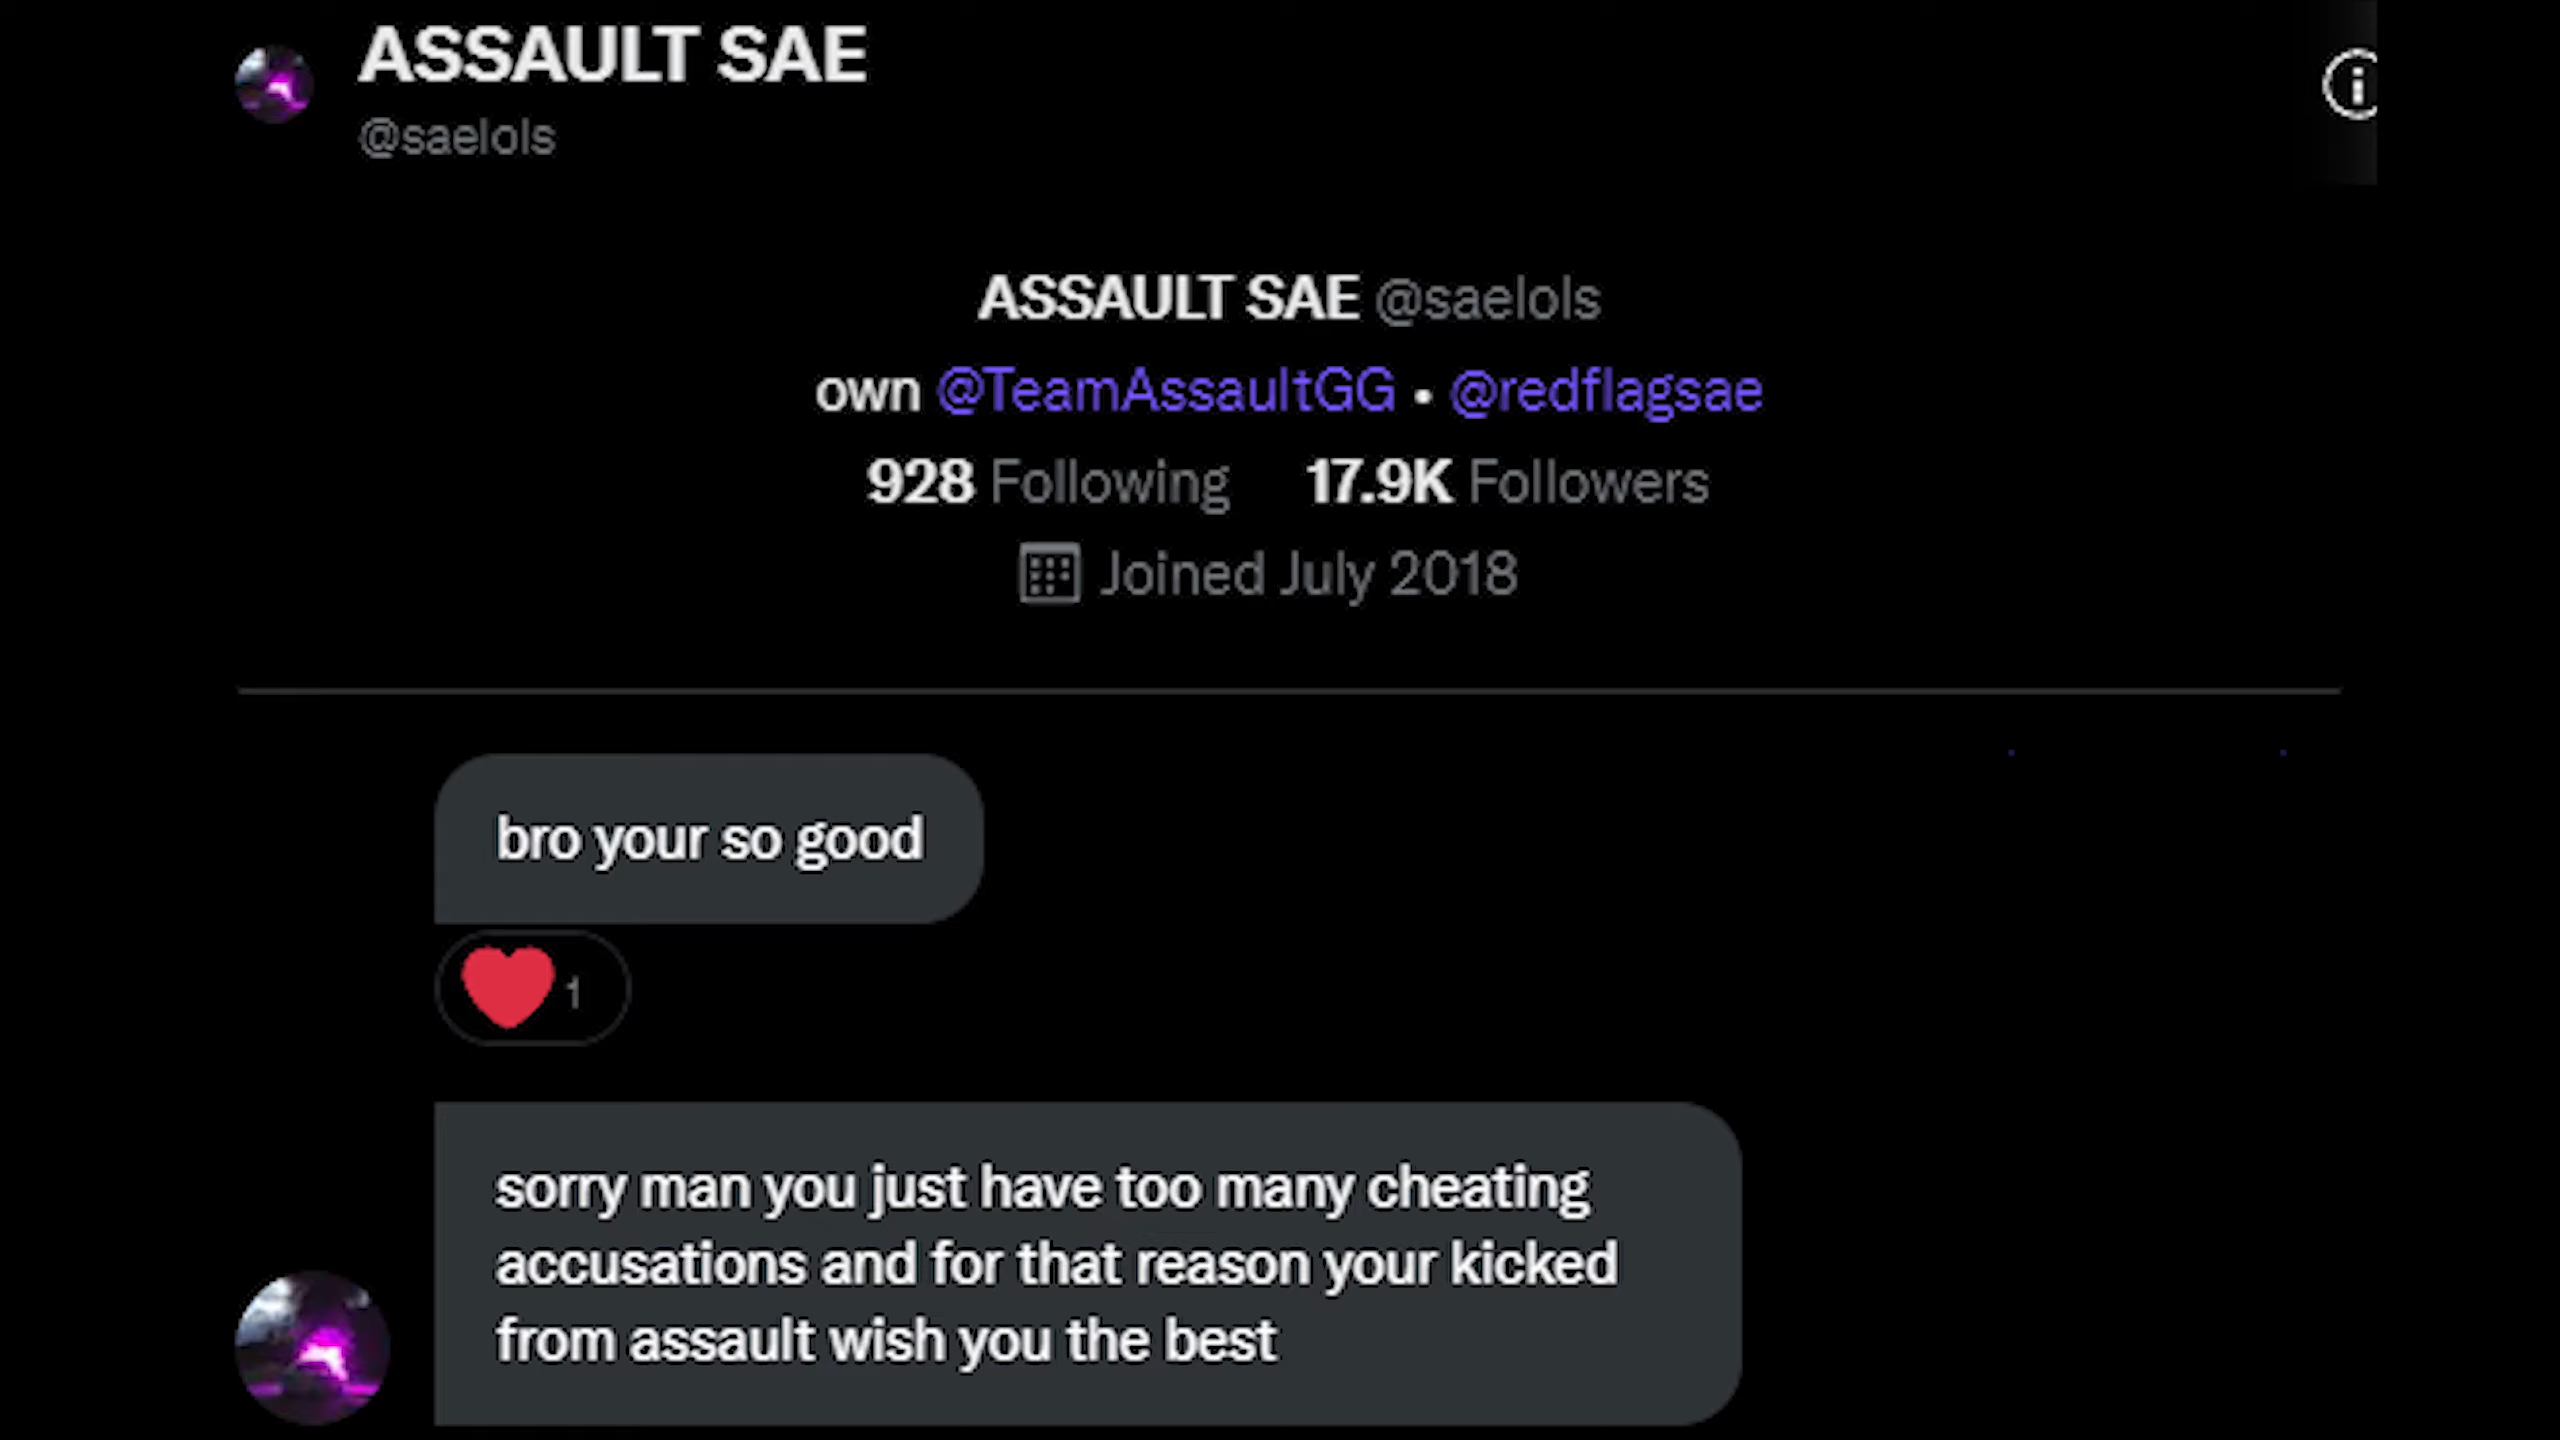 ASSAULT SAE
@saelols
ASSAULT SAE @saelols
own @TeamAssaultGG • @redflagsae
928 Following 17.9K Followers
Joined July 2018
bro your so good
❤️ 1
sorry man you just have too many cheating
accusations and for that reason your kicked
from assault wish you the best